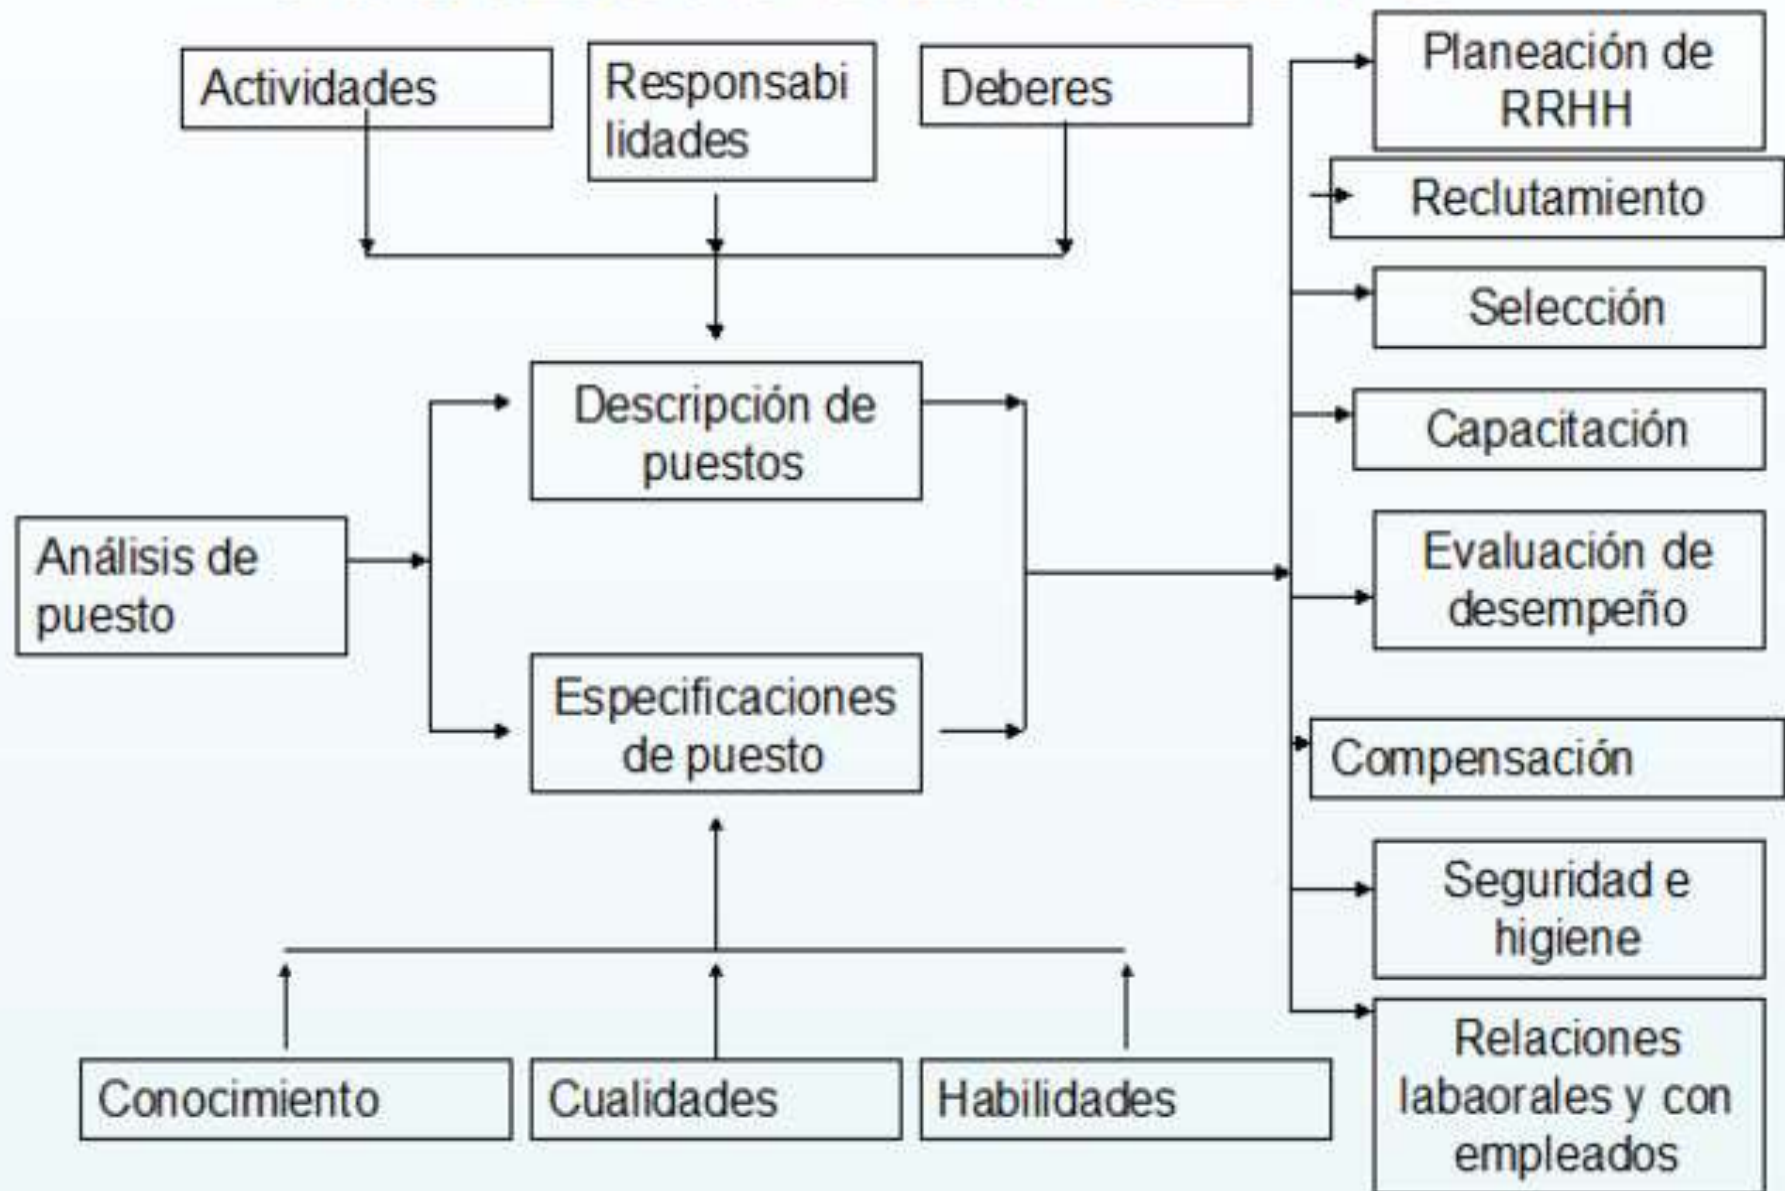 Actividades
Responsabi
lidades
Deberes
Planeación de
RRHH
Reclutamiento
Selección
Descripción de
puestos
Capacitación
Análisis de
puesto
Evaluación de
desempeño
Especificaciones
de puesto
Compensación
Seguridad e
higiene
Conocimiento
Cualidades
Habilidades
Relaciones
labaorales y con
empleados